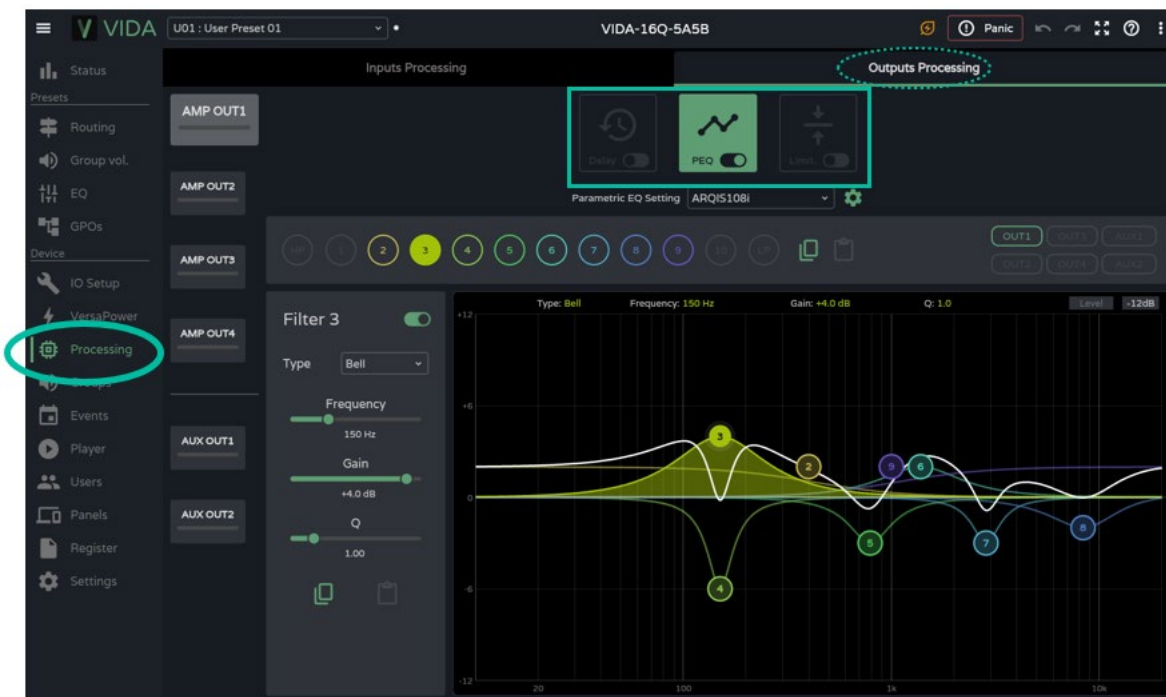 VIDA U01 : User Preset 01 VIDA-16Q-5A5B Panic
Status
Presets
Routing
Group vol.
EQ
GPOs
Device
IO Setup
VersaPower
Processing
Groups
Events
Player
Users
Panels
Register
Settings
Inputs Processing Outputs Processing
AMP OUT1
AMP OUT2
AMP OUT3
AMP OUT4
AUX OUT1
AUX OUT2
Delay PEQ Limit.
Parametric EQ Setting ARQIS108i
HP 1 2 3 4 5 6 7 8 9 10 LP
OUT1 OUT3 AUX1
OUT2 OUT4 AUX2
Filter 3
Type Bell
Frequency
150 Hz
Gain
+4.0 dB
Q
1.00
Type: Bell Frequency: 150 Hz Gain: +4.0 dB Q: 1.0 Level -12dB
+12
+6
0
-6
-12
3
2
9 6
5
7
8
4
20 100 1k 10k